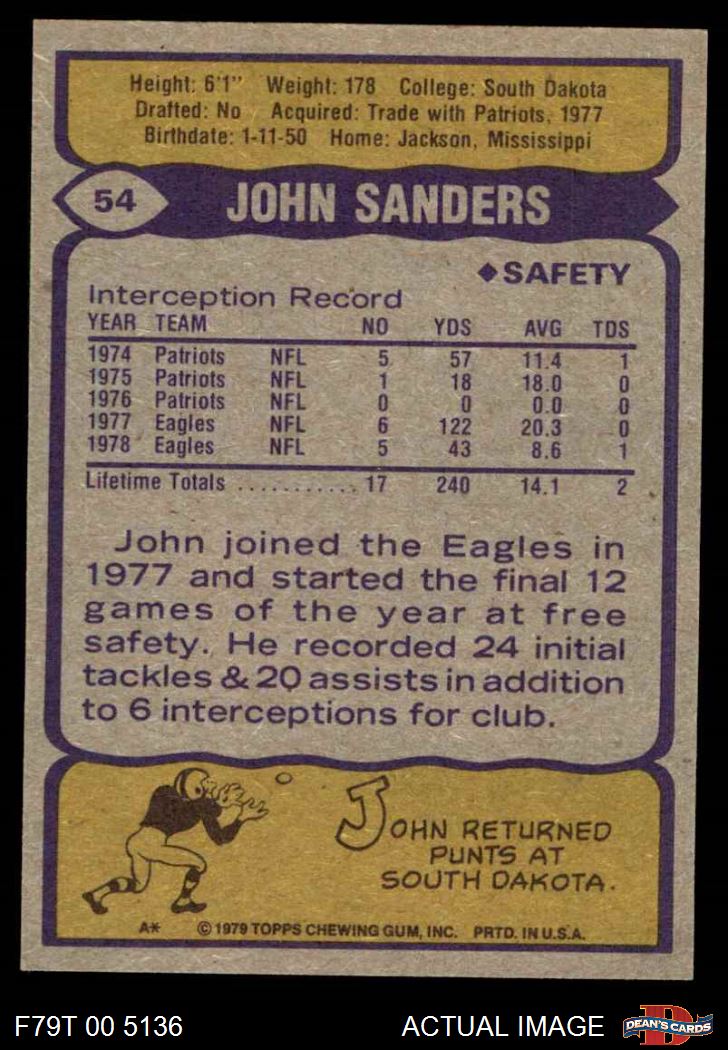 Height: 6'1" Weight: 178 College: South Dakota
Drafted: No Acquired: Trade with Patriots, 1977
Birthdate: 1-11-50 Home: Jackson, Mississippi
54 JOHN SANDERS
◆SAFETY
Interception Record
YEAR TEAM NO YDS AVG TDS
1974 Patriots NFL 5 57 11.4 1
1975 Patriots NFL 1 18 18.0 0
1976 Patriots NFL 0 0 0.0 0
1977 Eagles NFL 6 122 20.3 0
1978 Eagles NFL 5 43 8.6 1
Lifetime Totals ........... 17 240 14.1 2
John joined the Eagles in
1977 and started the final 12
games of the year at free
safety. He recorded 24 initial
tackles & 20 assists in addition
to 6 interceptions for club.
JOHN RETURNED
PUNTS AT
SOUTH DAKOTA.
A* © 1979 TOPPS CHEWING GUM, INC. PRTD. IN U.S.A.
F79T 00 5136 ACTUAL IMAGE D DEAN'S CARDS